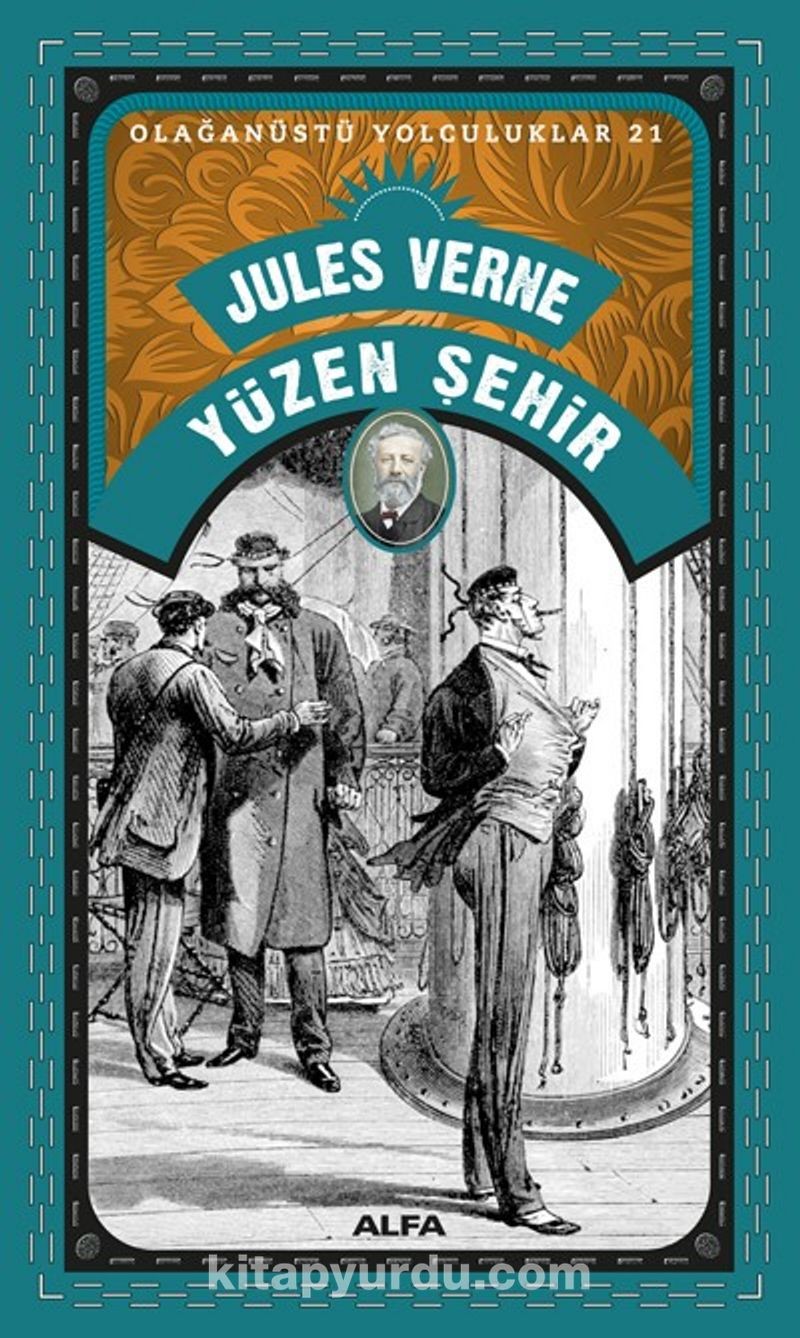 OLAĞANÜSTÜ YOLCULUKLAR 21
JULES VERNE
YÜZEN ŞEHİR
ALFA
kitapyurdu.com